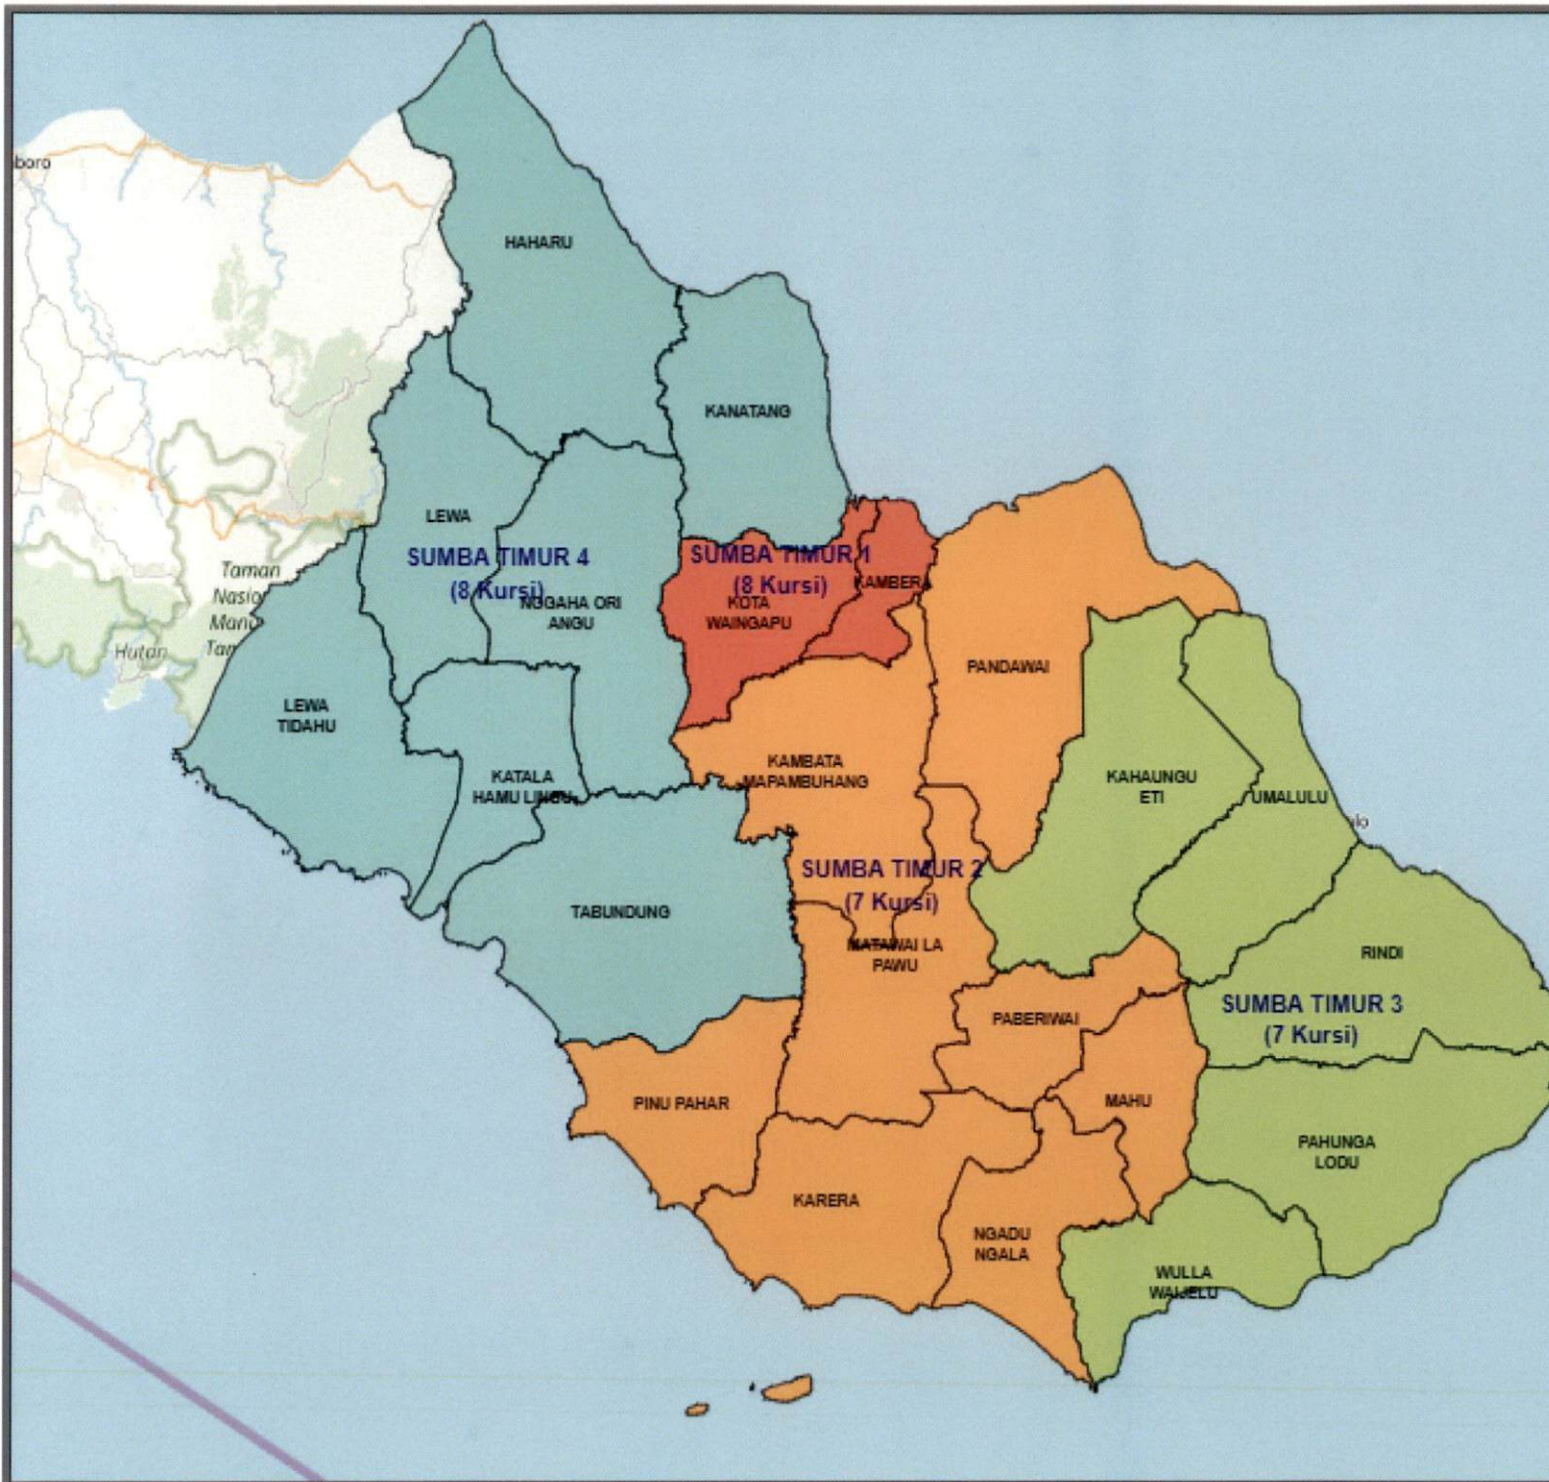 boro
HAHARU
KANATANG
LEWA
SUMBA TIMUR 4
(8 Kursi)
NGGAHA ORI
ANGU
SUMBA TIMUR 1
(8 Kursi)
KAMBERA
KOTA
WAINGAPU
Taman
Hutan
PANDAWAI
LEWA
TIDAHU
KATALA
HAMU LINGU
KAMBATA
MAPAMBUHANG
KAHAUNGU
ETI
UMALULU
SUMBA TIMUR 2
(7 Kursi)
TABUNDUNG
MATAWAI LA
PAWU
RINDI
SUMBA TIMUR 3
(7 Kursi)
PABERIWAI
PINU PAHAR
MAHU
PAHUNGA
LODU
KARERA
NGADU
NGALA
WULLA
WAIJELU